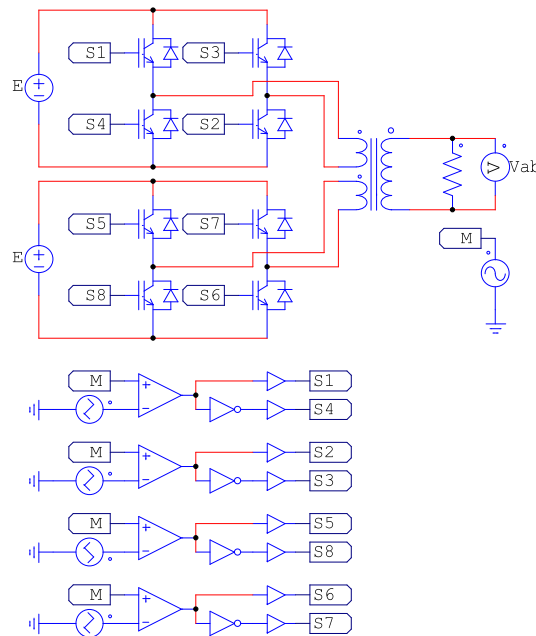 S1 S3
E
S4 S2
V Vab
S5 S7
M
E
S8 S6
M S1
S4
M S2
S3
M S5
S8
M S6
S7